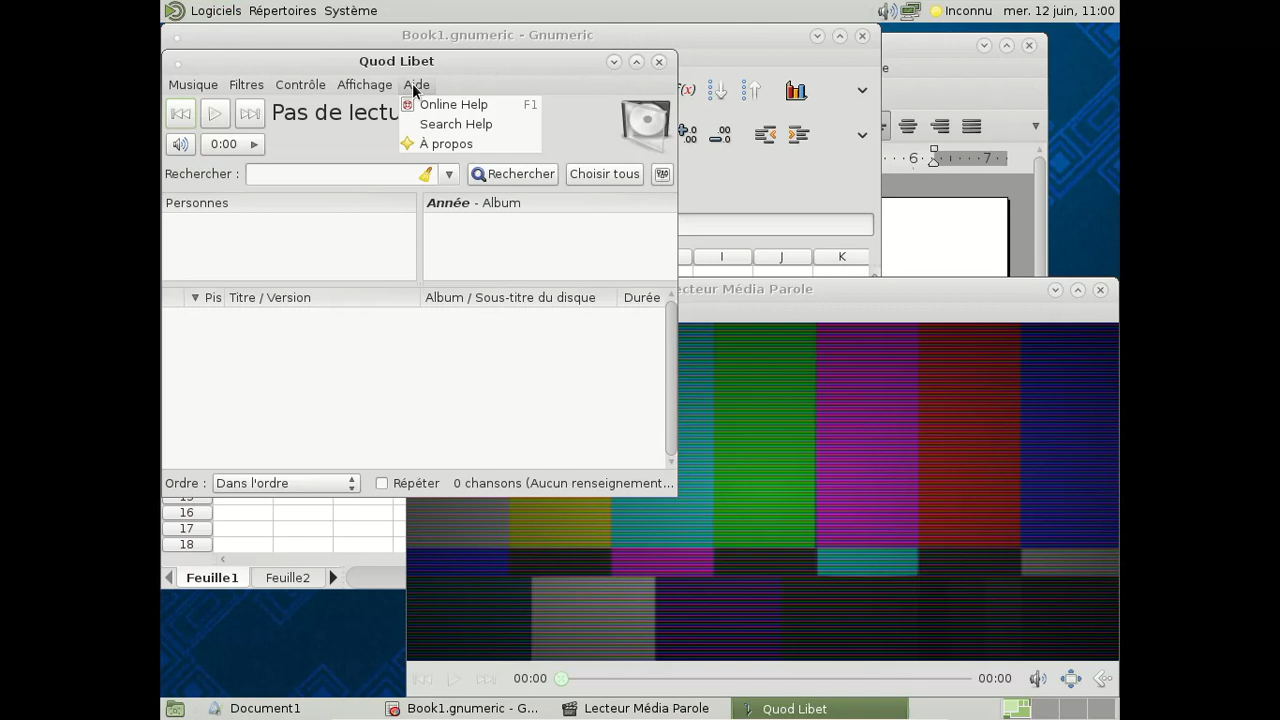 Logiciels Répertoires Système
Inconnu mer. 12 juin, 11:00
Book1.gnumeric - Gnumeric
Quod Libet
Musique Filtres Contrôle Affichage Aide
Online Help F1
Search Help
À propos
Pas de lectu
0:00
Rechercher : Rechercher Choisir tous
Personnes Année - Album
Pis Titre / Version Album / Sous-titre du disque Durée
Ordre : Dans l'ordre Répéter 0 chansons (Aucun renseignement...
f(x)
e
6 7
I J K
ecteur Média Parole
16
17
18
Feuille1 Feuille2
00:00 00:00
Document1 Book1.gnumeric - G... Lecteur Média Parole Quod Libet